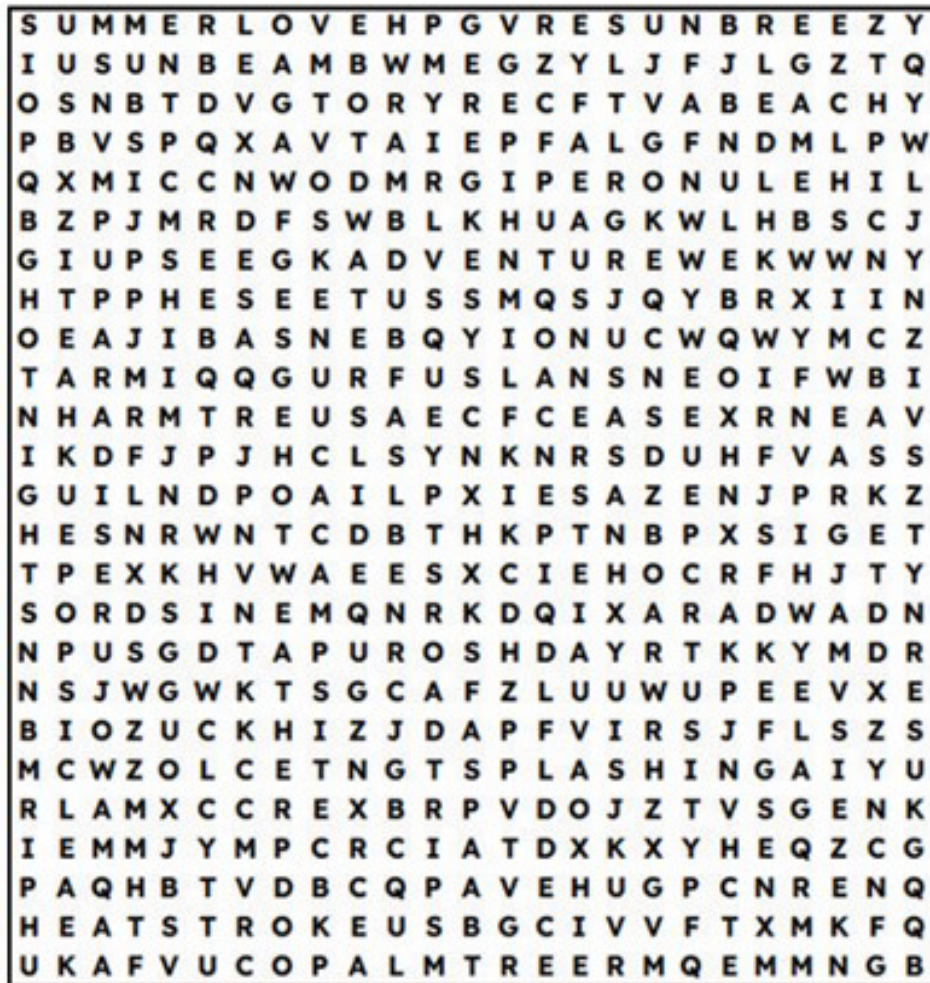 S U M M E R L O V E H P G V R E S U N B R E E Z Y
I U S U N B E A M B W M E G Z Y L J F J L G Z T Q
O S N B T D V G T O R Y R E C F T V A B E A C H Y
P B V S P Q X A V T A I E P F A L G F N D M L P W
Q X M I C C N W O D M R G I P E R O N U L E H I L
B Z P J M R D F S W B L K H U A G K W L H B S C J
G I U P S E E G K A D V E N T U R E W E K W W N Y
H T P P H E S E E T U S S M Q S J Q Y B R X I I N
O E A J I B A S N E B Q Y I O N U C W Q W Y M C Z
T A R M I Q Q G U R F U S L A N S N E O I F W B I
N H A R M T R E U S A E C F C E A S E X R N E A V
I K D F J P J H C L S Y N K N R S D U H F V A S S
G U I L N D P O A I L P X I E S A Z E N J P R K Z
H E S N R W N T C D B T H K P T N B P X S I G E T
T P E X K H V W A E E S X C I E H O C R F H J T Y
S O R D S I N E M Q N R K D Q I X A R A D W A D N
N P U S G D T A P U R O S H D A Y R T K K Y M D R
N S J W G W K T S G C A F Z L U U W U P E E V X E
B I O Z U C K H I Z J D A P F V I R S J F L S Z S
M C W Z O L C E T N G T S P L A S H I N G A I Y U
R L A M X C C R E X B R P V D O J Z T V S G E N K
I E M M J Y M P C R C I A T D X K X Y H E Q Z C G
P A Q H B T V D B C Q P A V E H U G P C N R E N Q
H E A T S T R O K E U S B G C I V V F T X M K F Q
U K A F V U C O P A L M T R E E R M Q E M M N G B